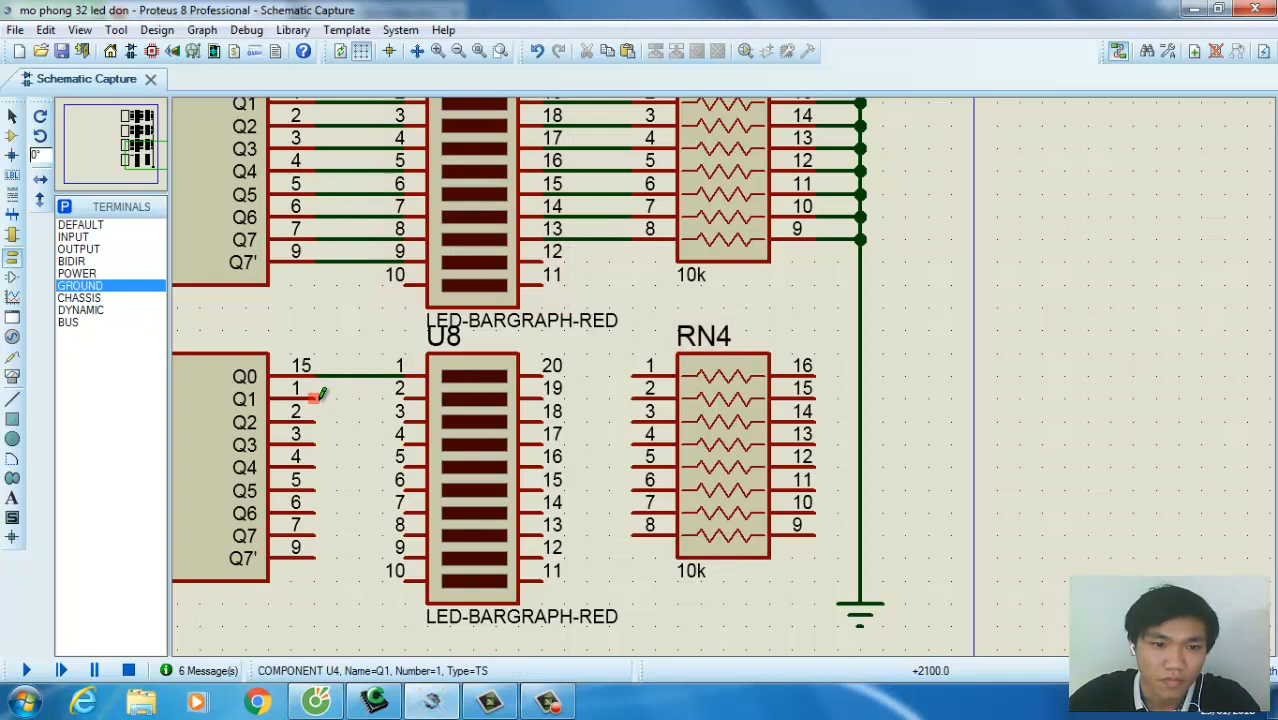 mo phong 32 led don - Proteus 8 Professional - Schematic Capture
File Edit View Tool Design Graph Debug Library Template System Help
Schematic Capture
0°
LBL
P TERMINALS
DEFAULT
INPUT
OUTPUT
BIDIR
POWER
GROUND
CHASSIS
DYNAMIC
BUS
A
Q1
Q2 2 3 18 3 14
Q3 3 4 17 4 13
Q4 4 5 16 5 12
Q5 5 6 15 6 11
Q6 6 7 14 7 10
Q7 7 8 13 8 9
Q7' 9 9 12
10 11
10k
LED-BARGRAPH-RED
U8 RN4
Q0 15 1 20 1 16
Q1 1 2 19 2 15
Q2 2 3 18 3 14
Q3 3 4 17 4 13
Q4 4 5 16 5 12
Q5 5 6 15 6 11
Q6 6 7 14 7 10
Q7 7 8 13 8 9
Q7' 9 9 12
10 11
10k
LED-BARGRAPH-RED
6 Message(s) COMPONENT U4, Name=Q1, Number=1, Type=TS +2100.0